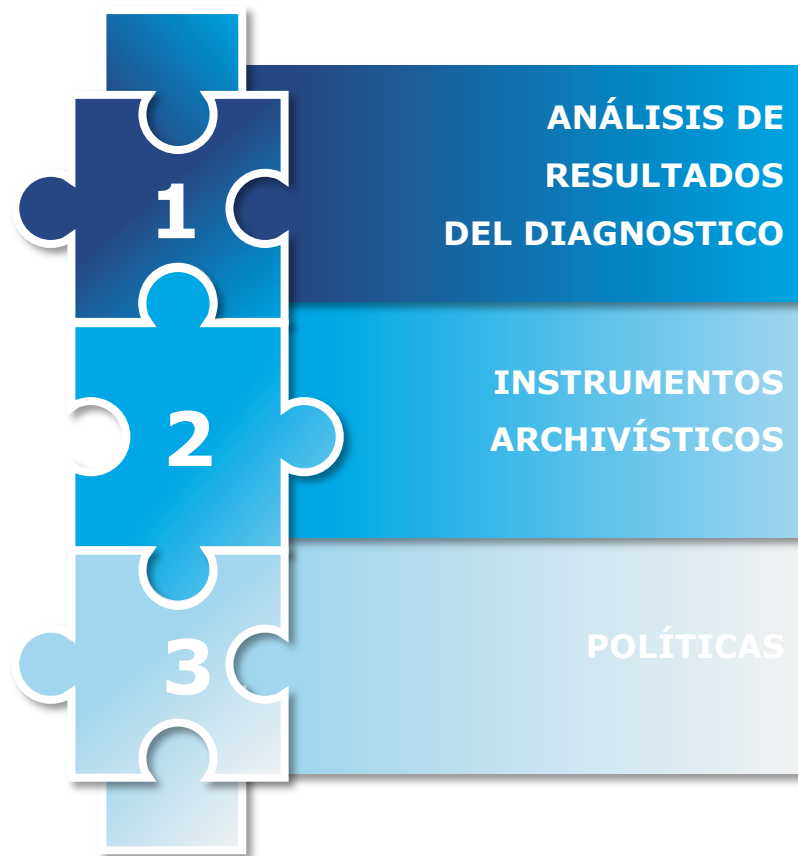 1
ANÁLISIS DE
RESULTADOS
DEL DIAGNOSTICO
2
INSTRUMENTOS
ARCHIVÍSTICOS
3
POLÍTICAS